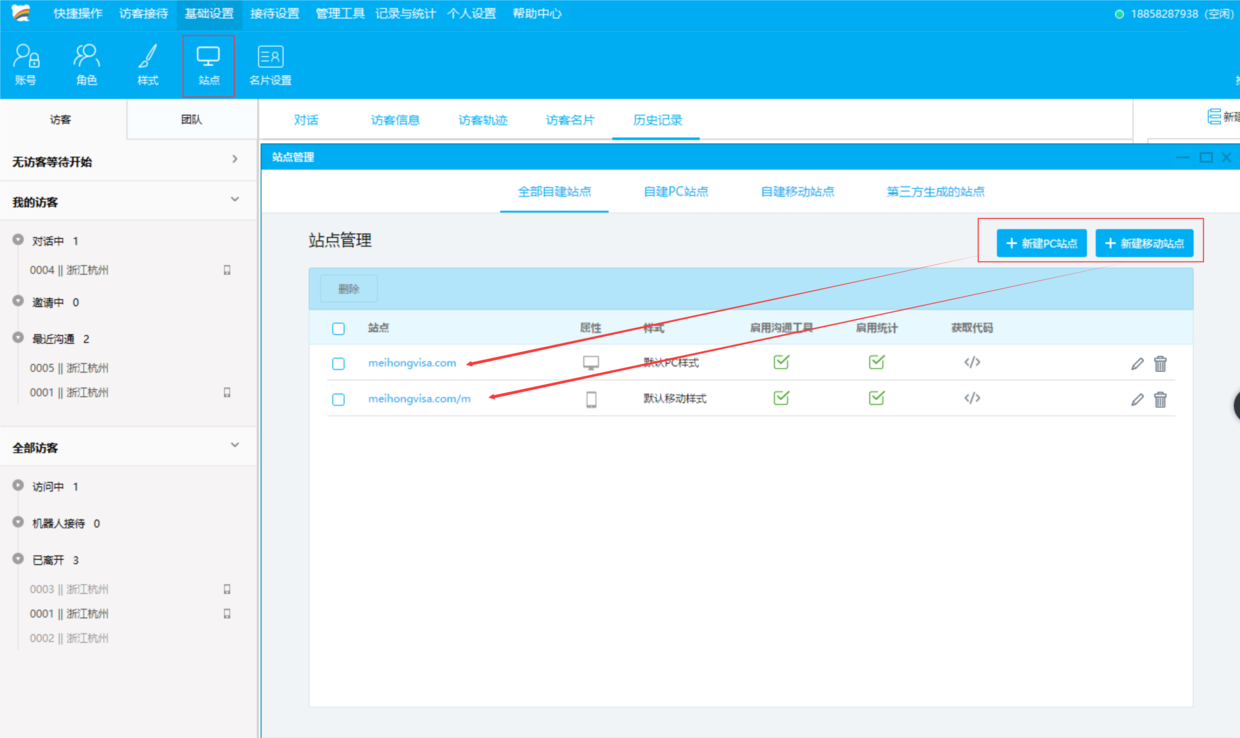 快捷操作 访客接待 基础设置 接待设置 管理工具 记录与统计 个人设置 帮助中心 18858287938 (空闲)
账号 角色 样式 站点 名片设置
访客 团队 对话 访客信息 访客轨迹 访客名片 历史记录 新建
无访客等待开始
我的访客
对话中 1
0004 || 浙江杭州
邀请中 0
最近沟通 2
0005 || 浙江杭州
0001 || 浙江杭州
全部访客
访问中 1
机器人接待 0
已离开 3
0003 || 浙江杭州
0001 || 浙江杭州
0002 || 浙江杭州
站点管理
全部自建站点 自建PC站点 自建移动站点 第三方生成的站点
站点管理 + 新建PC站点 + 新建移动站点
删除
站点 属性 样式 启用沟通工具 启用统计 获取代码
meihongvisa.com 默认PC样式 </>
meihongvisa.com/m 默认移动样式 </>